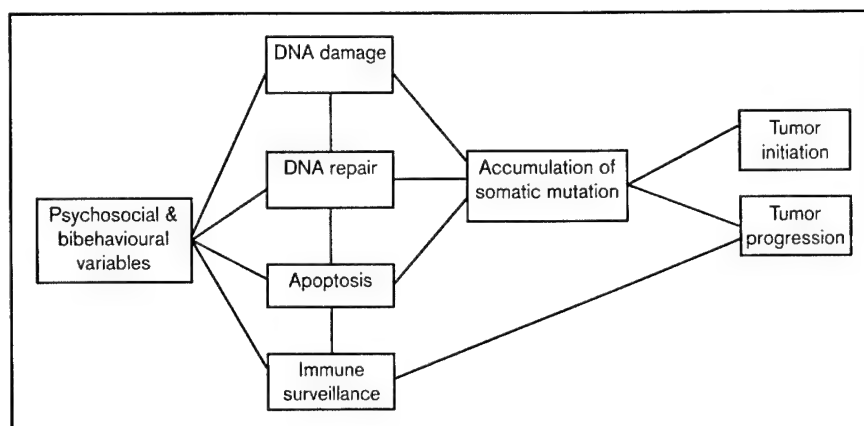 DNA damage
DNA repair
Accumulation of
somatic mutation
Tumor
initiation
Psychosocial &
bibehavioural
variables
Tumor
progression
Apoptosis
Immune
surveillance